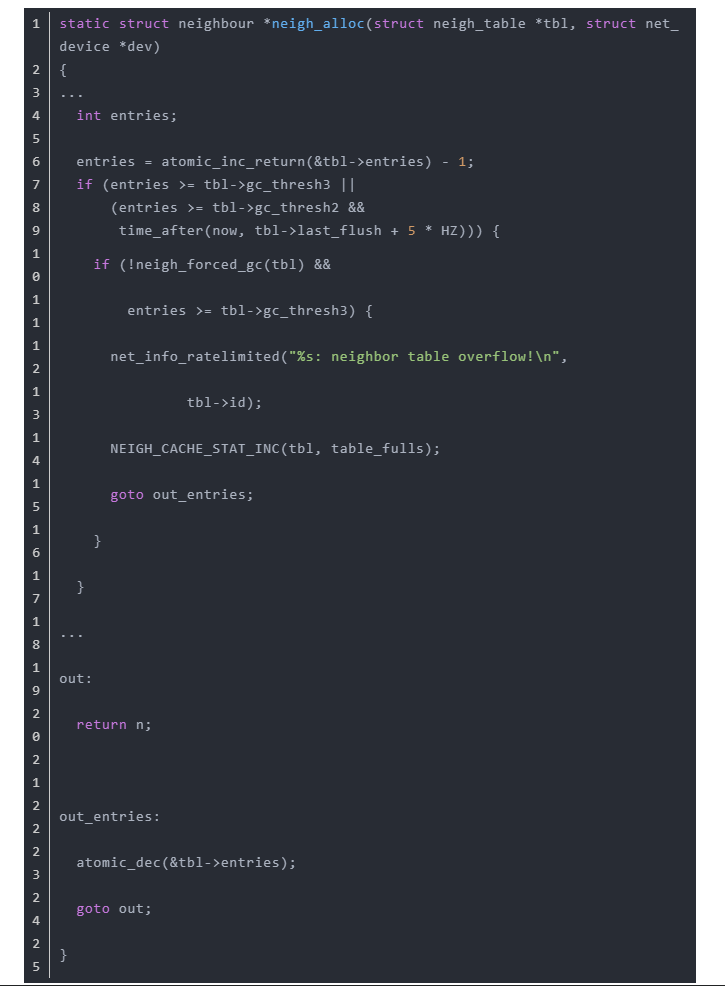 1 static struct neighbour *neigh_alloc(struct neigh_table *tbl, struct net_
device *dev)
2 {
3 ...
4 int entries;
5
6 entries = atomic_inc_return(&tbl->entries) - 1;
7 if (entries >= tbl->gc_thresh3 ||
8 (entries >= tbl->gc_thresh2 &&
9 time_after(now, tbl->last_flush + 5 * HZ))) {
10 if (!neigh_forced_gc(tbl) &&
11 entries >= tbl->gc_thresh3) {
12 net_info_ratelimited("%s: neighbor table overflow!\n",
13 tbl->id);
14 NEIGH_CACHE_STAT_INC(tbl, table_fulls);
15 goto out_entries;
16 }
17 }
18 ...
19 out:
20 return n;
21
22 out_entries:
23 atomic_dec(&tbl->entries);
24 goto out;
25 }